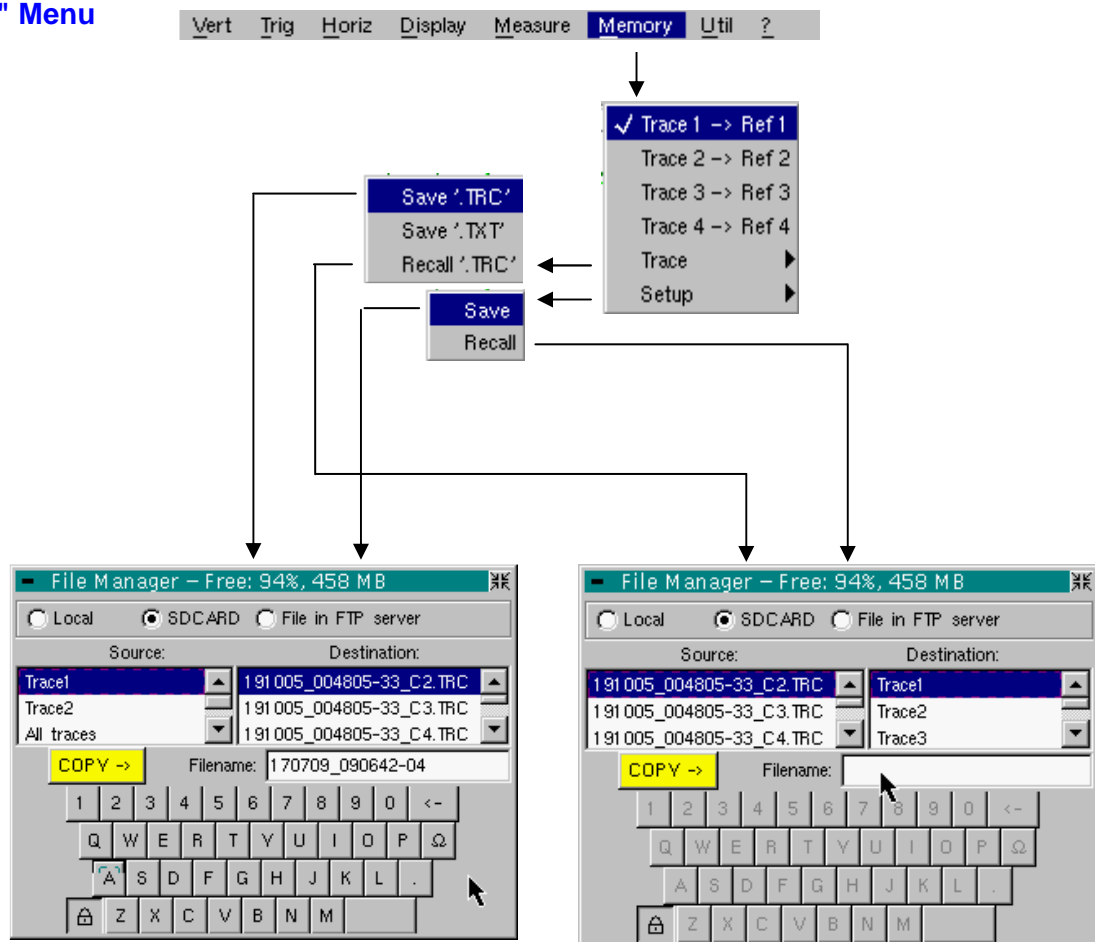 " Menu
Vert Trig Horiz Display Measure Memory Util ?
✓ Trace 1 –> Ref 1
Trace 2 –> Ref 2
Trace 3 –> Ref 3
Trace 4 –> Ref 4
Trace
Setup
Save '.TRC'
Save '.TXT'
Recall '.TRC'
Save
Recall
File Manager – Free: 94%, 458 MB
Local SDCARD File in FTP server
Source: Destination:
Trace1 191005_004805-33_C2.TRC
Trace2 191005_004805-33_C3.TRC
All traces 191005_004805-33_C4.TRC
COPY -> Filename: 170709_090642-04
1 2 3 4 5 6 7 8 9 0 <-
Q W E R T Y U I O P Ω
A S D F G H J K L .
Z X C V B N M
File Manager – Free: 94%, 458 MB
Local SDCARD File in FTP server
Source: Destination:
191005_004805-33_C2.TRC Trace1
191005_004805-33_C3.TRC Trace2
191005_004805-33_C4.TRC Trace3
COPY -> Filename:
1 2 3 4 5 6 7 8 9 0 <-
Q W E R T Y U I O P Ω
A S D F G H J K L .
Z X C V B N M